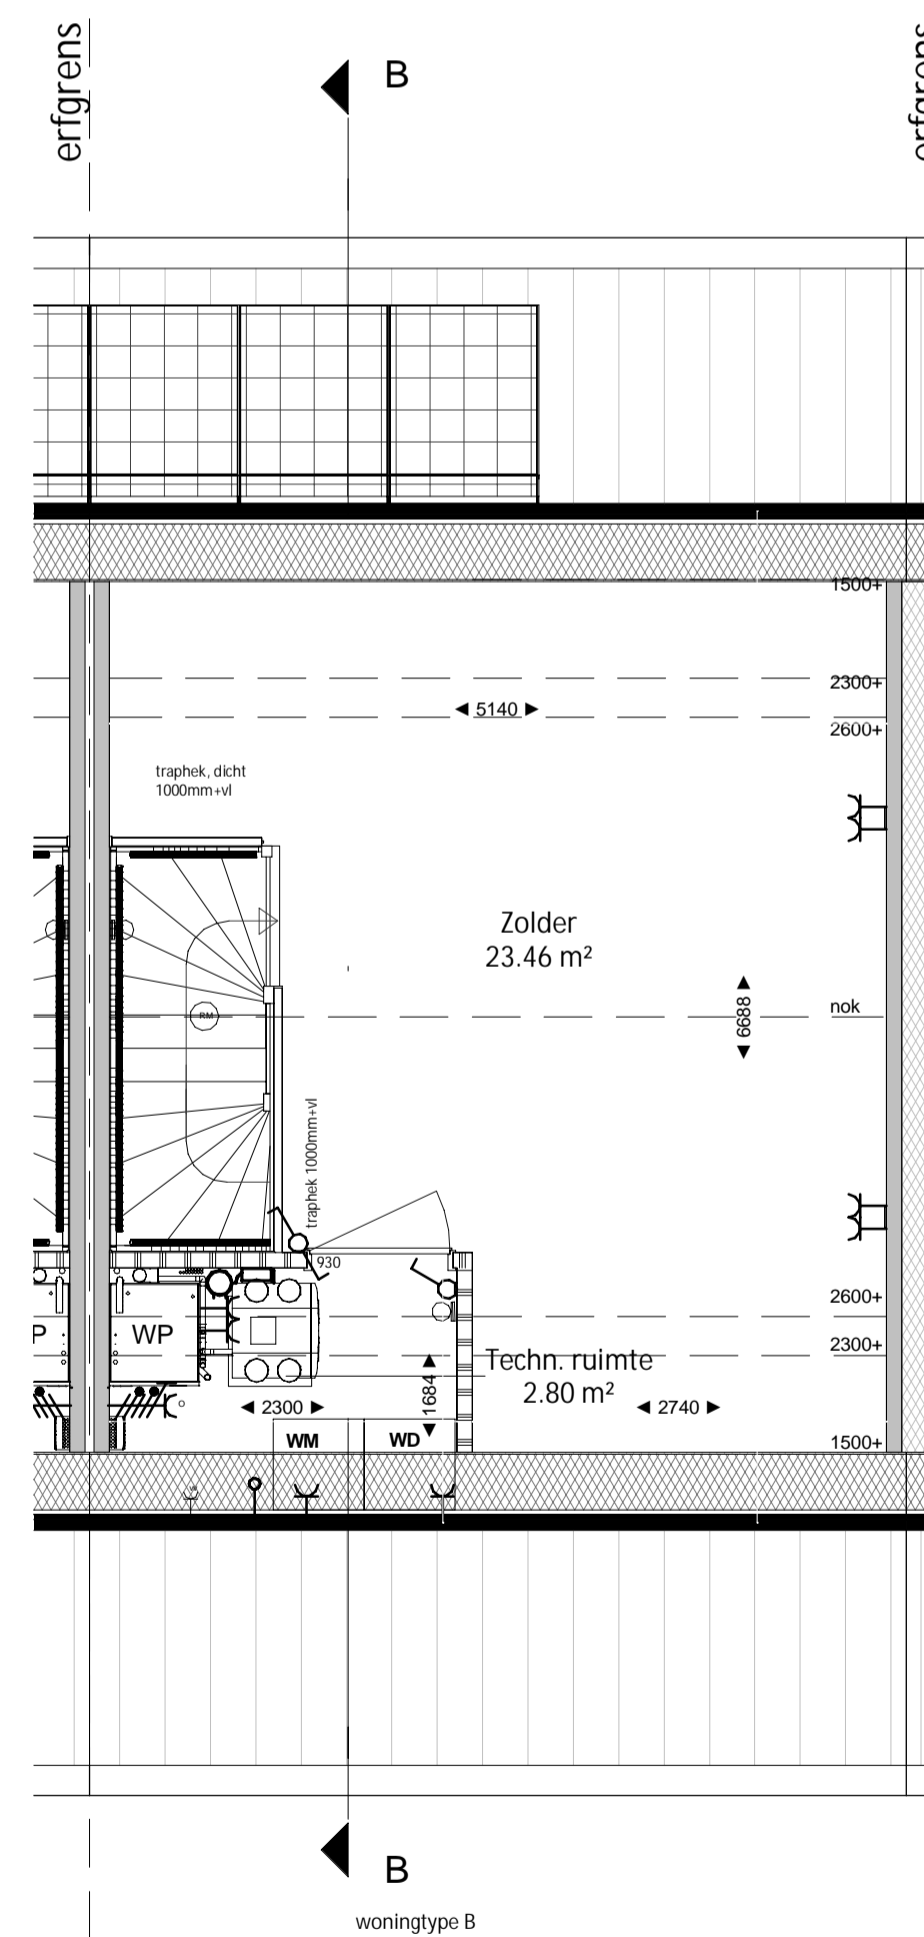 erfgrens
erfgrens
B
1500+
2300+
5140
2600+
traphek, dicht
1000mm+vl
Zolder
23.46 m²
6688
nok
RM
traphek 1000mm+vl
930
2600+
P
WP
2300+
Techn. ruimte
2.80 m²
1684
2300
2740
WM
WD
1500+
B
woningtype B